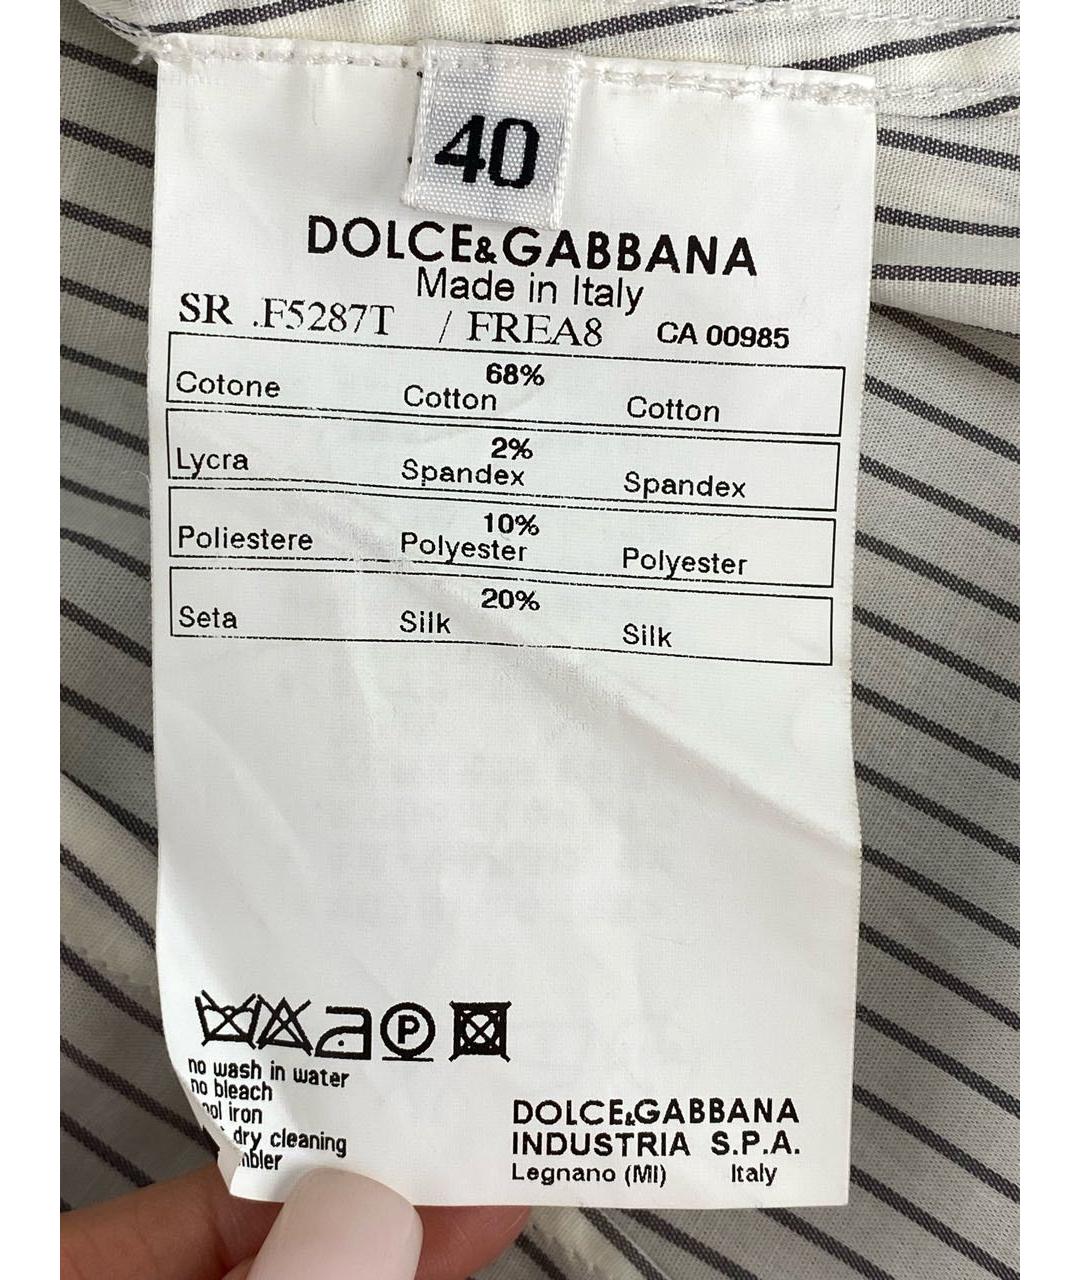 40
DOLCE&GABBANA
Made in Italy
SR .F5287T / FREA8 CA 00985
68%
Cotone Cotton Cotton
2%
Lycra Spandex Spandex
10%
Poliestere Polyester Polyester
20%
Seta Silk Silk
P
no wash in water
no bleach
iron
dry cleaning
DOLCE&GABBANA
INDUSTRIA S.P.A.
Legnano (MI) Italy